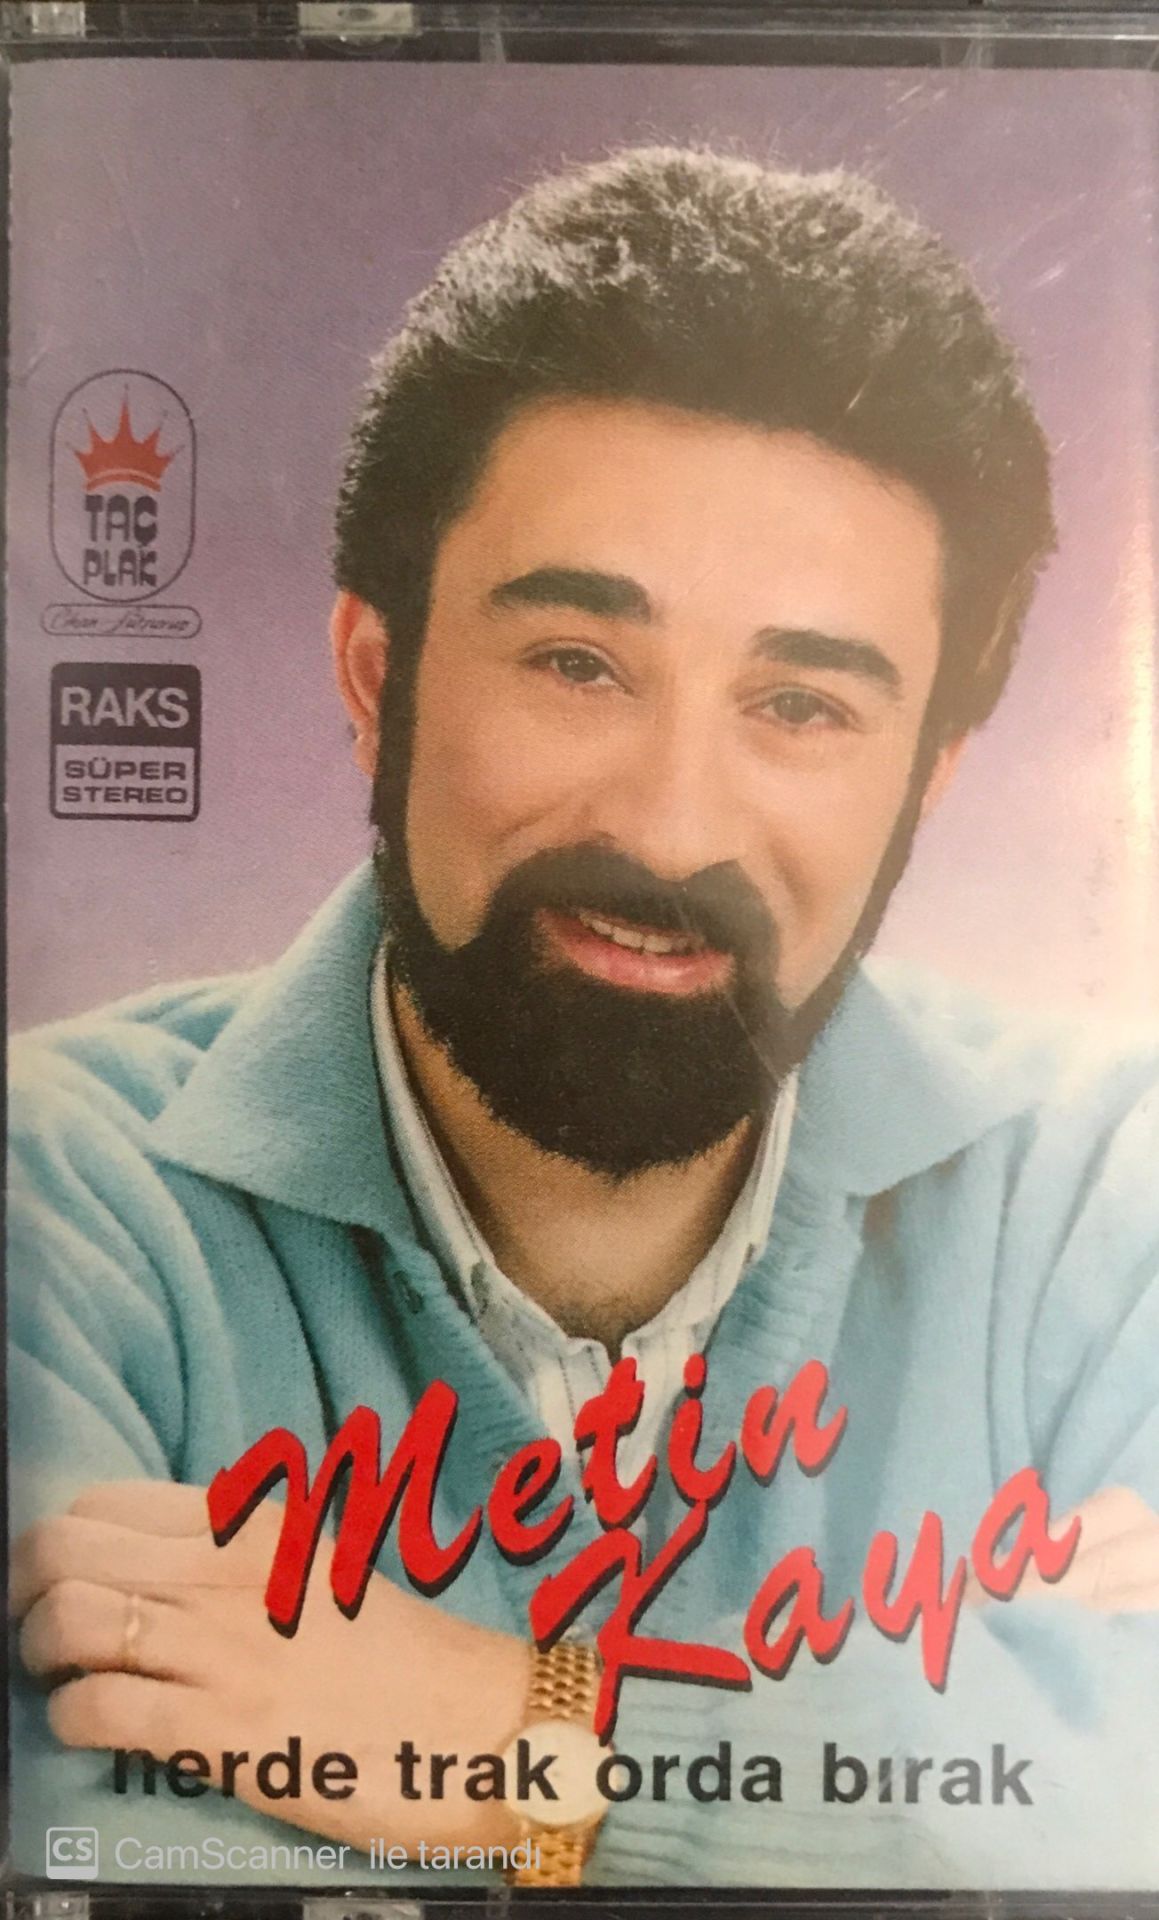 TAÇ
PLAK
RAKS
SÜPER
STEREO
Metin
Kaya
nerde trak orda bırak
CS CamScanner ile tarandı